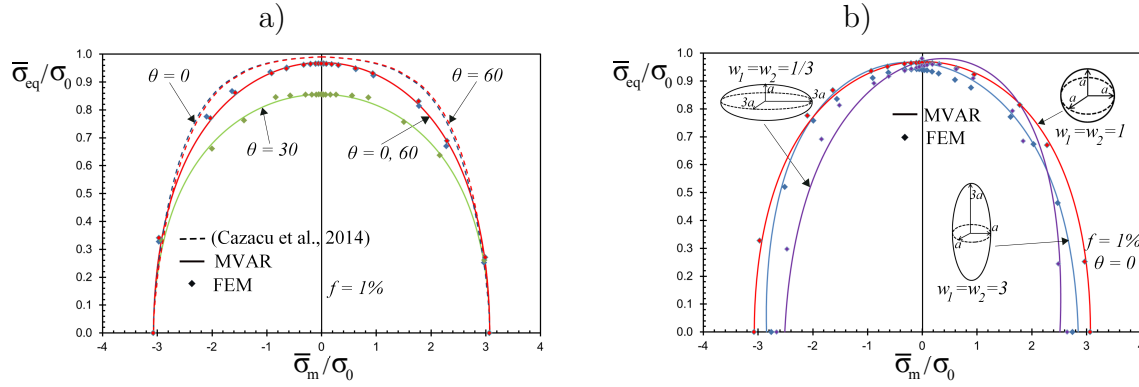 a)
σ̅eq/σ0
1.0
0.9
0.8
0.7
0.6
0.5
0.4
0.3
0.2
0.1
0.0
θ = 0
θ = 60
θ = 30
θ = 0, 60
(Cazacu et al., 2014)
MVAR
FEM
f = 1%
-4 -3 -2 -1 0 1 2 3 4
σ̅m/σ0
b)
σ̅eq/σ0
1.0
0.9
0.8
0.7
0.6
0.5
0.4
0.3
0.2
0.1
0.0
w1=w2=1/3
a
3a
3a
MVAR
FEM
a
a
a
w1=w2=1
3a
a
a
w1=w2=3
f = 1%
θ = 0
-4 -3 -2 -1 0 1 2 3 4
σ̅m/σ0